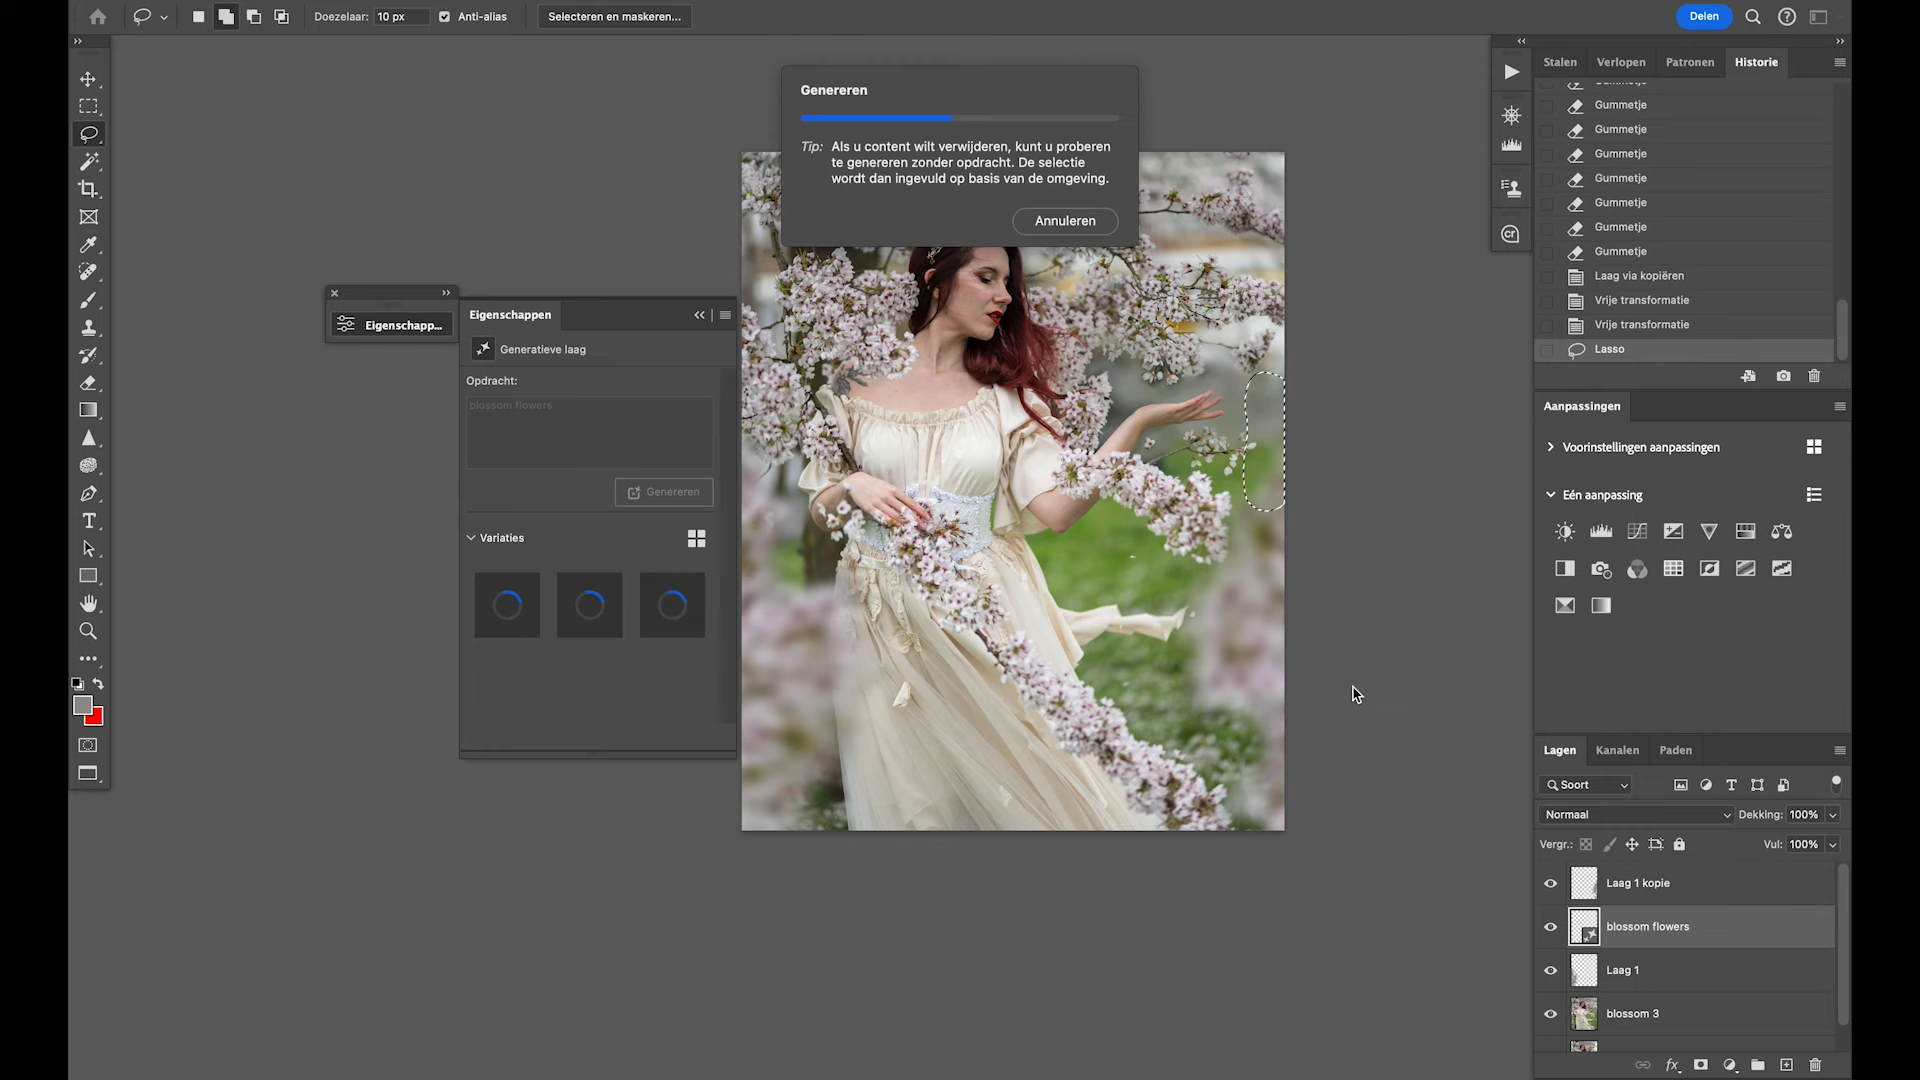 Doezelaar: 10 px Anti-alias Selecteren en maskeren... Delen
Genereren
Tip: Als u content wilt verwijderen, kunt u proberen
te genereren zonder opdracht. De selectie
wordt dan ingevuld op basis van de omgeving.
Annuleren
Eigenschapp...
Eigenschappen
Generatieve laag
Opdracht:
blossom flowers
Genereren
Variaties
T
Stalen Verlopen Patronen Historie
Gummetje
Gummetje
Gummetje
Gummetje
Gummetje
Gummetje
Gummetje
Gummetje
Laag via kopiëren
Vrije transformatie
Vrije transformatie
Lasso
Aanpassingen
Voorinstellingen aanpassingen
Eén aanpassing
Lagen Kanalen Paden
Soort T
Normaal Dekking: 100%
Vergr.: Vul: 100%
Laag 1 kopie
blossom flowers
Laag 1
blossom 3
fx